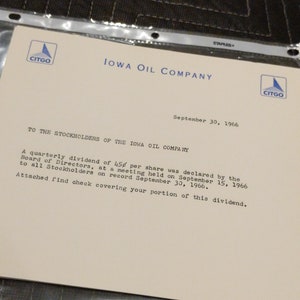 IOWA OIL COMPANY
CITGO
CITGO
September 30, 1966
TO THE STOCKHOLDERS OF THE IOWA OIL COMPANY
A quarterly dividend of 65¢ per share was declared by the
Board of Directors, at a meeting held on September 15, 1966
to all Stockholders on record September 30, 1966.
Attached find check covering your portion of this dividend.